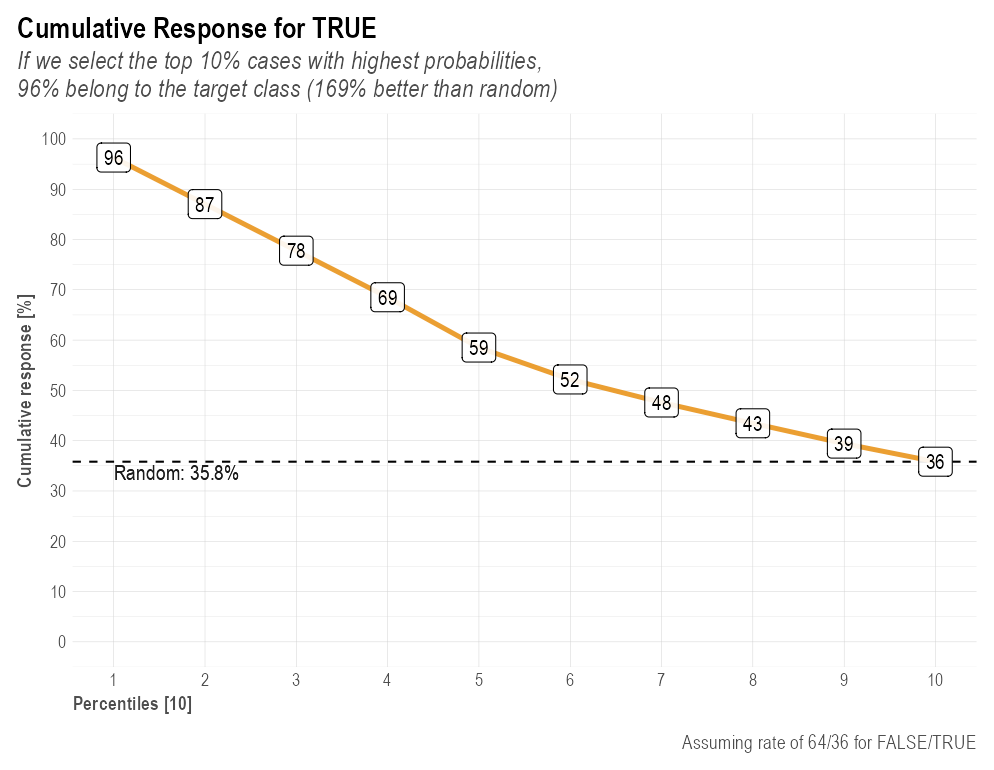 Cumulative Response for TRUE
If we select the top 10% cases with highest probabilities,
96% belong to the target class (169% better than random)
Cumulative response [%]
100
90
80
70
60
50
40
30
20
10
0
96
87
78
69
59
52
48
43
39
36
Random: 35.8%
1 2 3 4 5 6 7 8 9 10
Percentiles [10]
Assuming rate of 64/36 for FALSE/TRUE